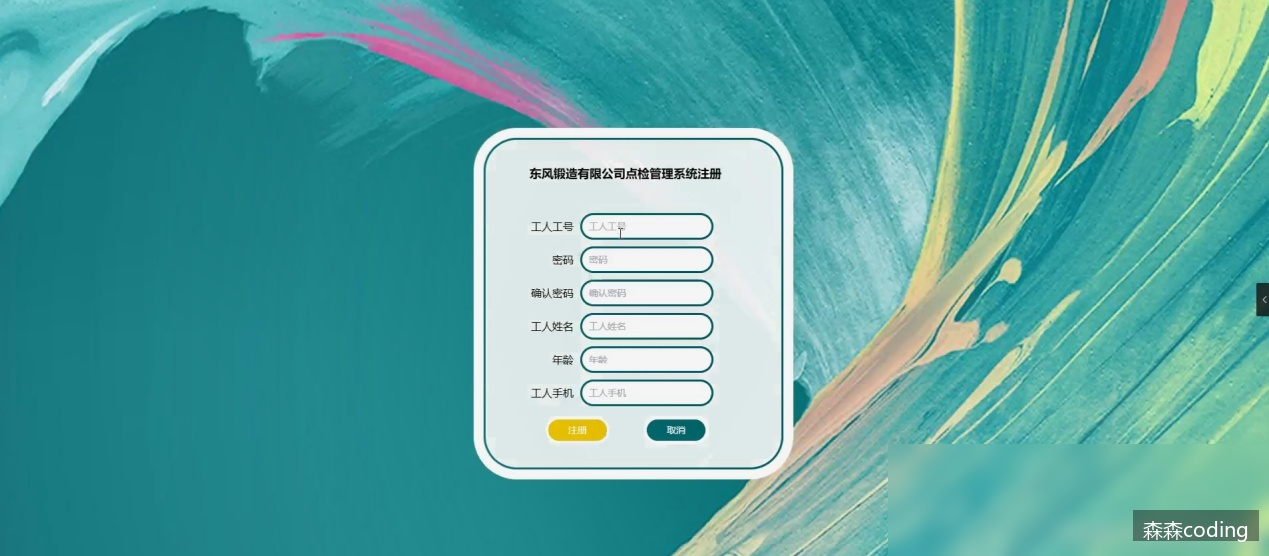 东风锻造有限公司点检管理系统注册
工人工号 工人工号
密码 密码
确认密码 确认密码
工人姓名 工人姓名
年龄 年龄
工人手机 工人手机
注册 取消
森森coding